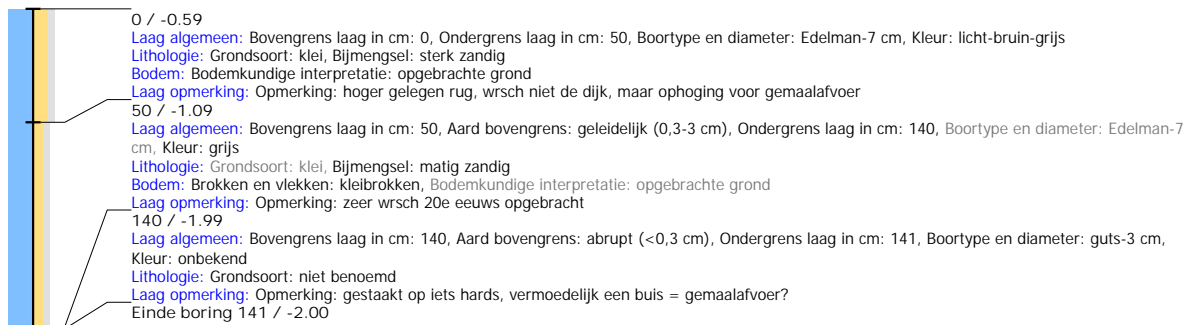 0 / -0.59
Laag algemeen: Bovengrens laag in cm: 0, Ondergrens laag in cm: 50, Boortype en diameter: Edelman-7 cm, Kleur: licht-bruin-grijs
Lithologie: Grondsoort: klei, Bijmengsel: sterk zandig
Bodem: Bodemkundige interpretatie: opgebrachte grond
Laag opmerking: Opmerking: hoger gelegen rug, wrsch niet de dijk, maar ophoging voor gemaalafvoer
50 / -1.09
Laag algemeen: Bovengrens laag in cm: 50, Aard bovengrens: geleidelijk (0,3-3 cm), Ondergrens laag in cm: 140, Boortype en diameter: Edelman-7
cm, Kleur: grijs
Lithologie: Grondsoort: klei, Bijmengsel: matig zandig
Bodem: Brokken en vlekken: kleibrokken, Bodemkundige interpretatie: opgebrachte grond
Laag opmerking: Opmerking: zeer wrsch 20e eeuws opgebracht
140 / -1.99
Laag algemeen: Bovengrens laag in cm: 140, Aard bovengrens: abrupt (<0,3 cm), Ondergrens laag in cm: 141, Boortype en diameter: guts-3 cm,
Kleur: onbekend
Lithologie: Grondsoort: niet benoemd
Laag opmerking: Opmerking: gestaakt op iets hards, vermoedelijk een buis = gemaalafvoer?
Einde boring 141 / -2.00